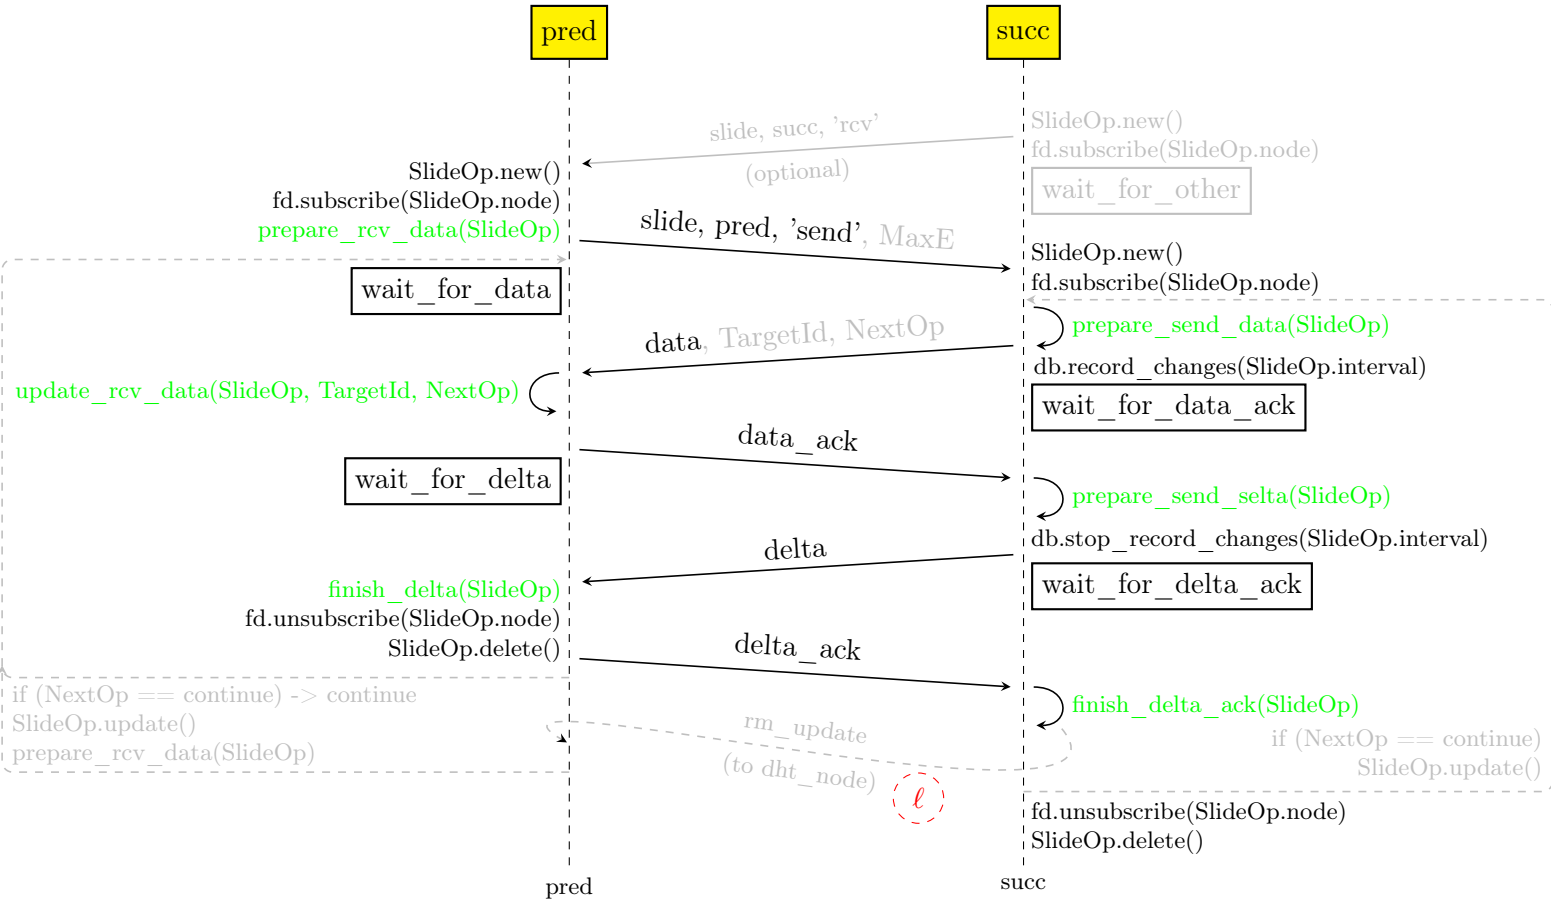 pred
succ
slide, succ, 'rcv'
(optional)
SlideOp.new()
fd.subscribe(SlideOp.node)
wait_for_other
SlideOp.new()
fd.subscribe(SlideOp.node)
prepare_rcv_data(SlideOp)
slide, pred, 'send', MaxE
wait_for_data
SlideOp.new()
fd.subscribe(SlideOp.node)
prepare_send_data(SlideOp)
data, TargetId, NextOp
db.record_changes(SlideOp.interval)
update_rcv_data(SlideOp, TargetId, NextOp)
wait_for_data_ack
data_ack
wait_for_delta
prepare_send_selta(SlideOp)
db.stop_record_changes(SlideOp.interval)
delta
wait_for_delta_ack
finish_delta(SlideOp)
fd.unsubscribe(SlideOp.node)
SlideOp.delete()
delta_ack
if (NextOp == continue) -> continue
SlideOp.update()
prepare_rcv_data(SlideOp)
finish_delta_ack(SlideOp)
rm_update
(to dht_node)
ℓ
if (NextOp == continue)
SlideOp.update()
fd.unsubscribe(SlideOp.node)
SlideOp.delete()
pred
succ